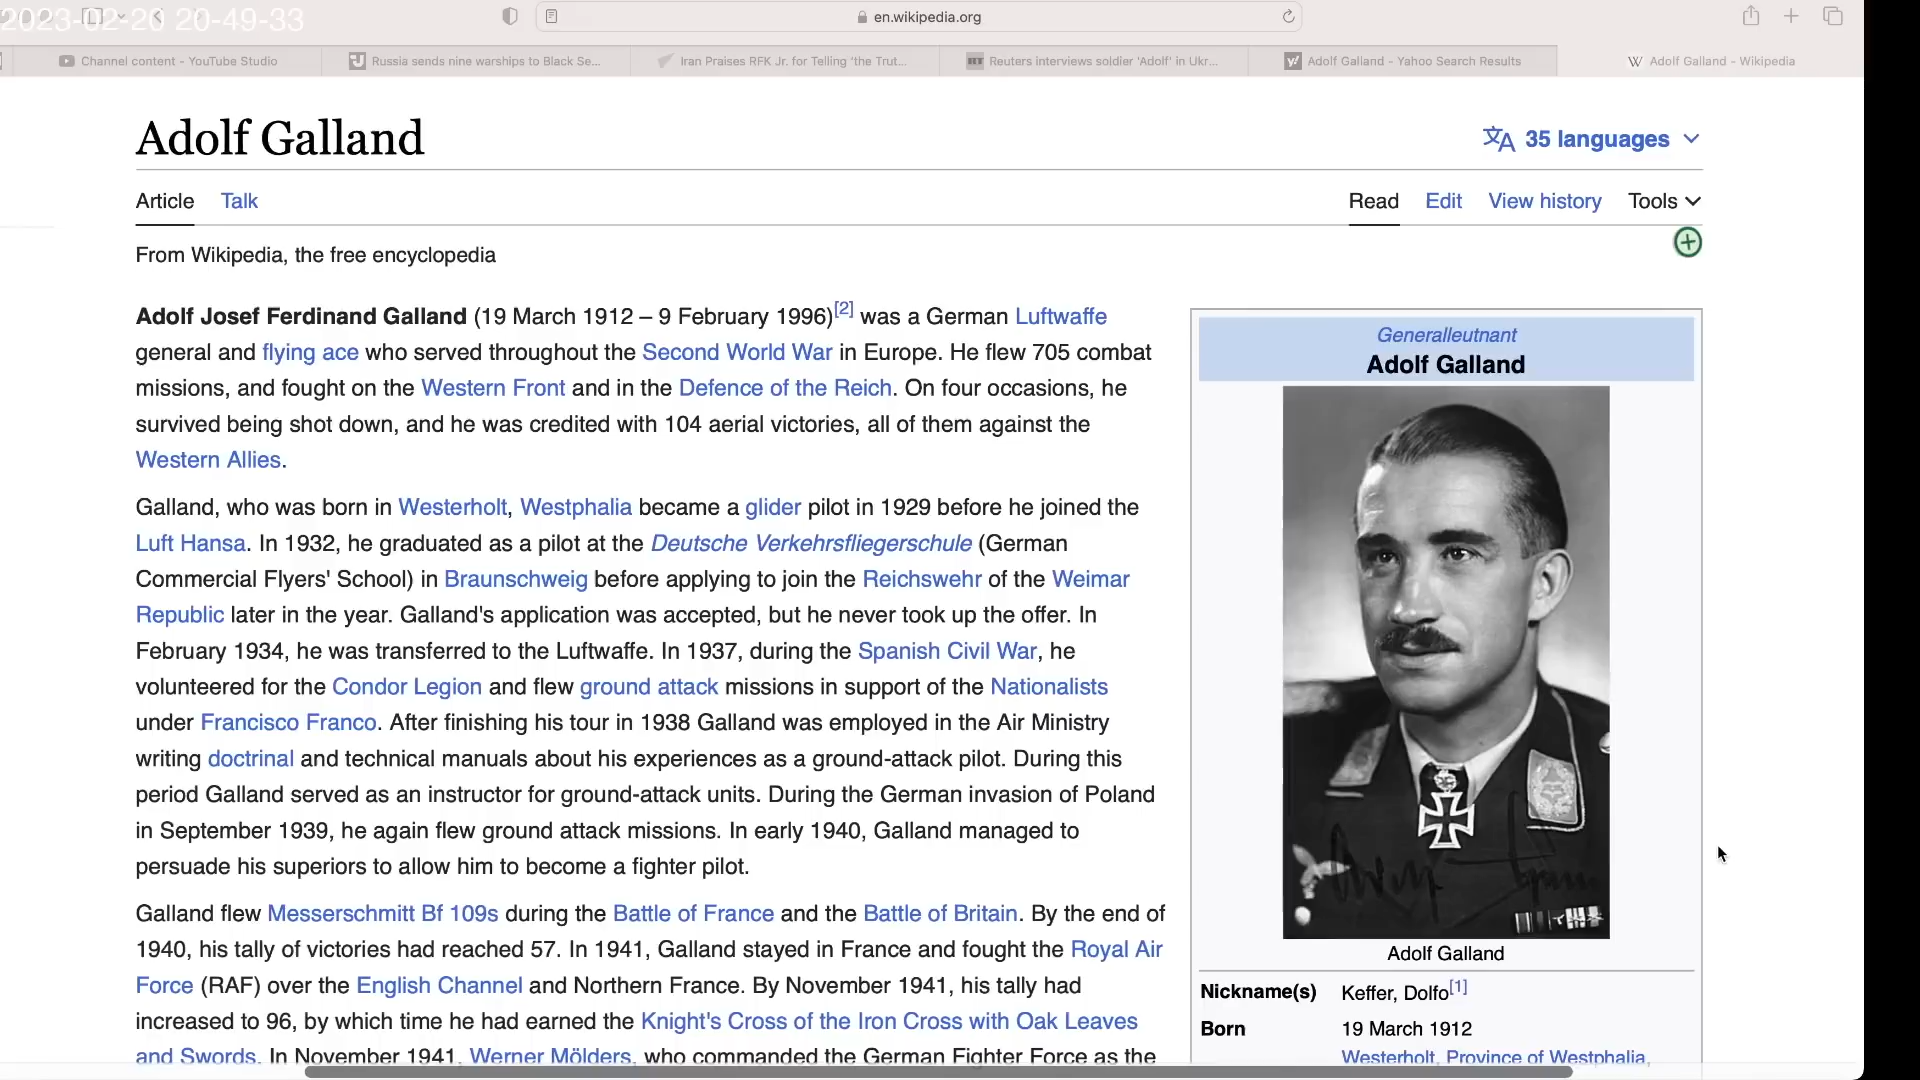 2023-02-20 20-49-33
en.wikipedia.org
Channel content - YouTube Studio
Russia sends nine warships to Black Se...
Iran Praises RFK Jr. for Telling 'the Trut...
Reuters interviews soldier 'Adolf' in Ukr...
Adolf Galland - Yahoo Search Results
Adolf Galland - Wikipedia
Adolf Galland
35 languages
Article Talk
Read Edit View history Tools
From Wikipedia, the free encyclopedia
Adolf Josef Ferdinand Galland (19 March 1912 – 9 February 1996)[2] was a German Luftwaffe
general and flying ace who served throughout the Second World War in Europe. He flew 705 combat
missions, and fought on the Western Front and in the Defence of the Reich. On four occasions, he
survived being shot down, and he was credited with 104 aerial victories, all of them against the
Western Allies.
Galland, who was born in Westerholt, Westphalia became a glider pilot in 1929 before he joined the
Luft Hansa. In 1932, he graduated as a pilot at the Deutsche Verkehrsfliegerschule (German
Commercial Flyers' School) in Braunschweig before applying to join the Reichswehr of the Weimar
Republic later in the year. Galland's application was accepted, but he never took up the offer. In
February 1934, he was transferred to the Luftwaffe. In 1937, during the Spanish Civil War, he
volunteered for the Condor Legion and flew ground attack missions in support of the Nationalists
under Francisco Franco. After finishing his tour in 1938 Galland was employed in the Air Ministry
writing doctrinal and technical manuals about his experiences as a ground-attack pilot. During this
period Galland served as an instructor for ground-attack units. During the German invasion of Poland
in September 1939, he again flew ground attack missions. In early 1940, Galland managed to
persuade his superiors to allow him to become a fighter pilot.
Galland flew Messerschmitt Bf 109s during the Battle of France and the Battle of Britain. By the end of
1940, his tally of victories had reached 57. In 1941, Galland stayed in France and fought the Royal Air
Force (RAF) over the English Channel and Northern France. By November 1941, his tally had
increased to 96, by which time he had earned the Knight's Cross of the Iron Cross with Oak Leaves
and Swords. In November 1941, Werner Mölders, who commanded the German Fighter Force as the
Generalleutnant
Adolf Galland
Adolf Galland
Nickname(s) Keffer, Dolfo[1]
Born 19 March 1912
Westerholt, Province of Westphalia,